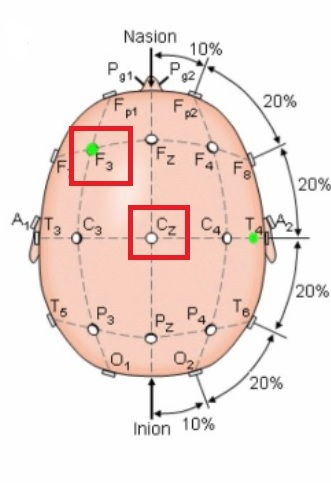 Nasion
10%
Pg1 Pg2
20%
Fp1 Fp2
F F3 Fz F4 F8
20%
A1 T3 C3 Cz C4 T4 A2
20%
T5 P3 Pz P4 T6
O1 O2
20%
Inion 10%